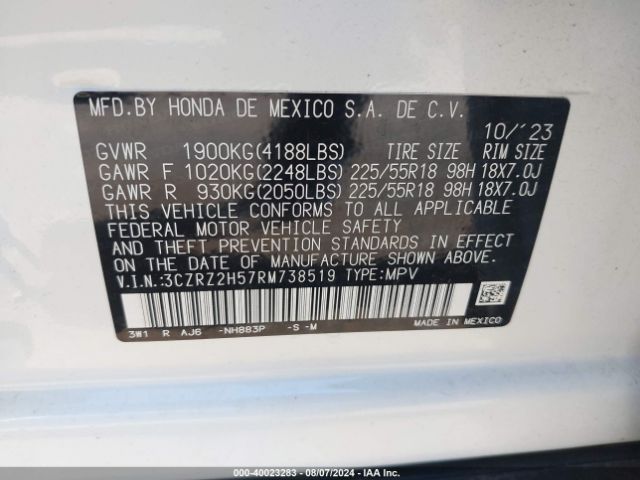 MFD.BY HONDA DE MEXICO S.A. DE C.V.
10/'23
GVWR 1900KG(4188LBS) TIRE SIZE RIM SIZE
GAWR F 1020KG(2248LBS) 225/55R18 98H 18X7.0J
GAWR R 930KG(2050LBS) 225/55R18 98H 18X7.0J
THIS VEHICLE CONFORMS TO ALL APPLICABLE
FEDERAL MOTOR VEHICLE SAFETY
AND THEFT PREVENTION STANDARDS IN EFFECT
ON THE DATE OF MANUFACTURE SHOWN ABOVE.
V.I.N.:3CZRZ2H57RM738519 TYPE:MPV
3W1 R AJ6 -NH883P -S -M
MADE IN MEXICO
000-40023283 - 08/07/2024 - IAA Inc.